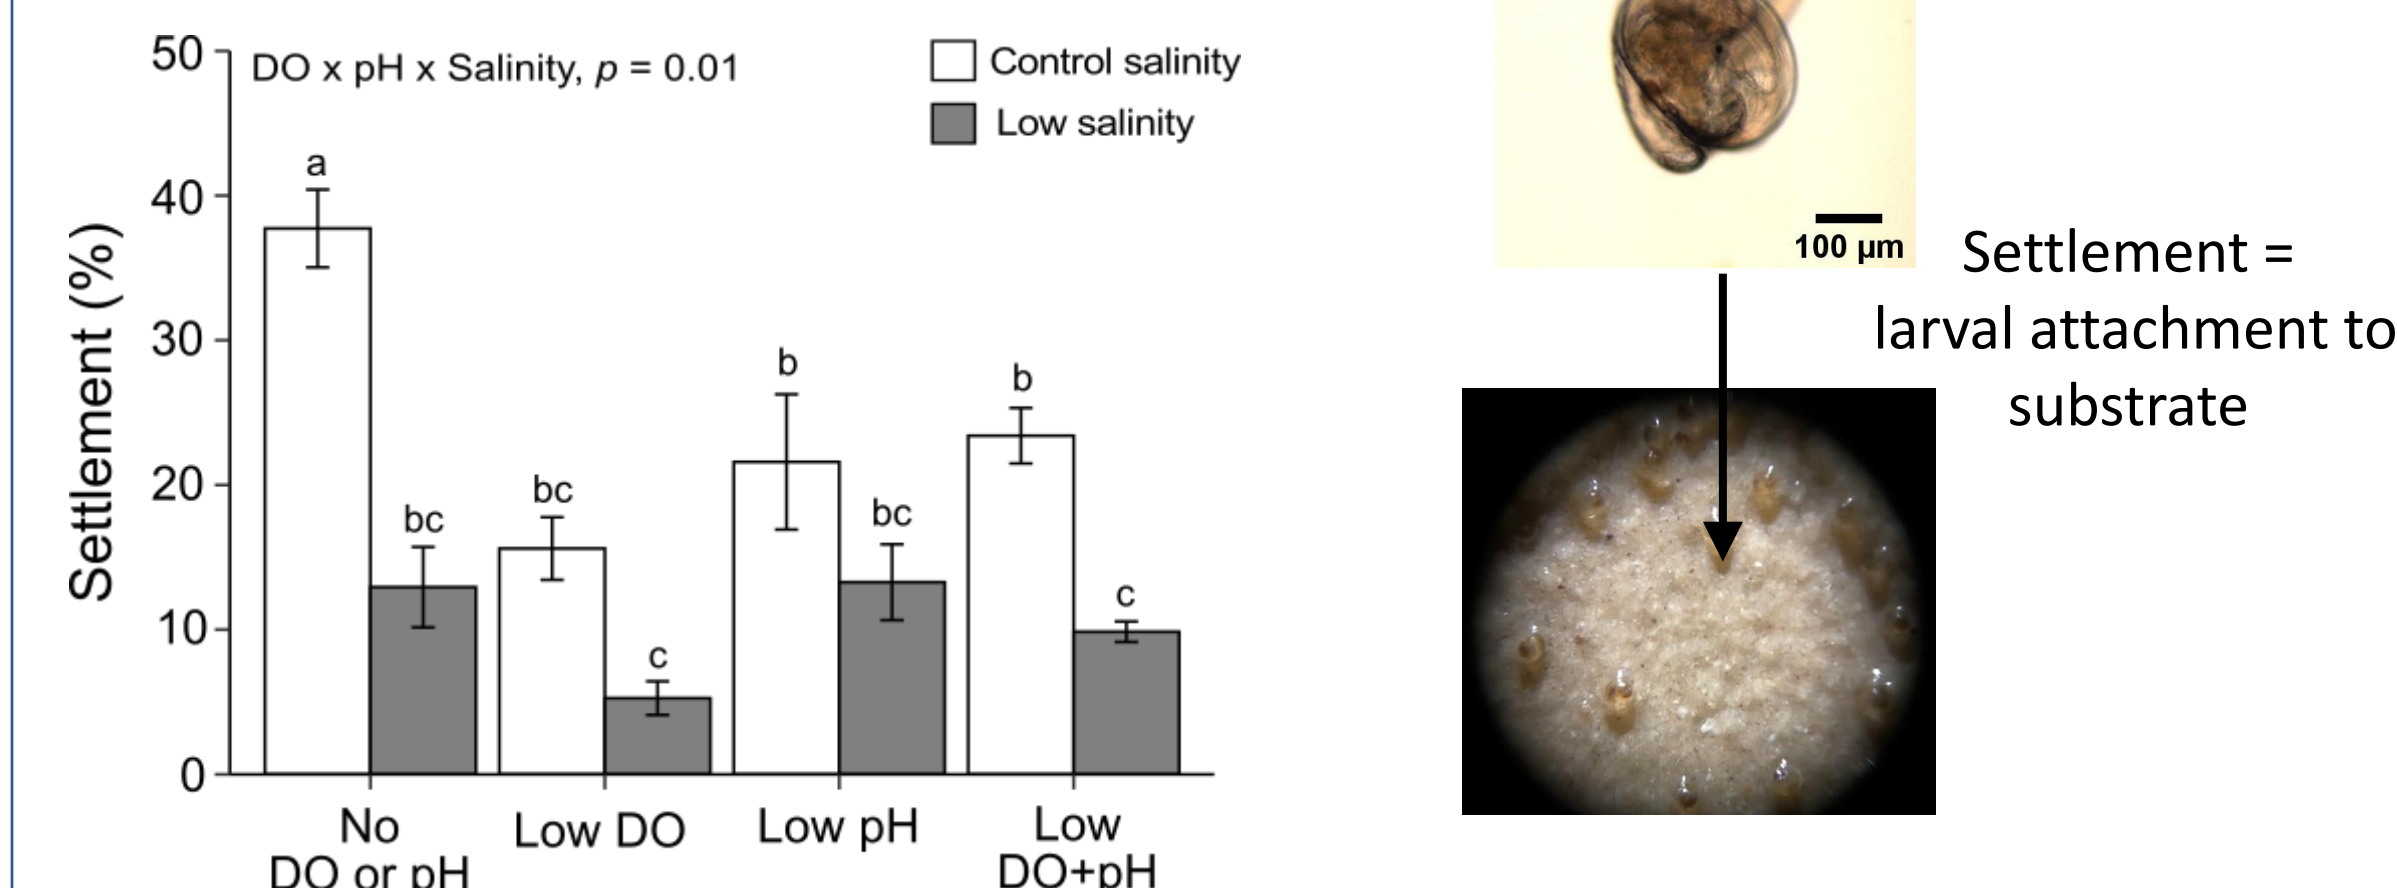 50
40
30
20
10
0
Settlement (%)
DO x pH x Salinity, p = 0.01
Control salinity
Low salinity
a
bc
bc
c
b
bc
b
c
No
DO or pH
Low DO
Low pH
Low
DO+pH
100 µm
Settlement =
larval attachment to
substrate